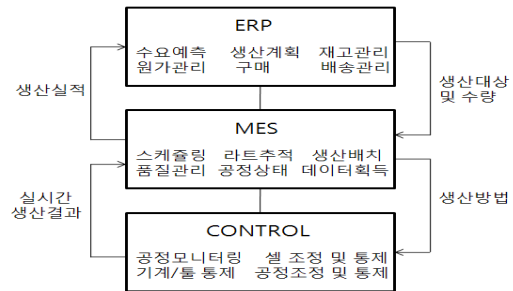 ERP
수요예측 생산계획 재고관리
원가관리 구매 배송관리
생산실적
생산대상
및 수량
MES
스케쥴링 라트추적 생산배치
품질관리 공정상태 데이터획득
실시간
생산결과
생산방법
CONTROL
공정모니터링 셀 조정 및 통제
기계/툴 통제 공정조정 및 통제